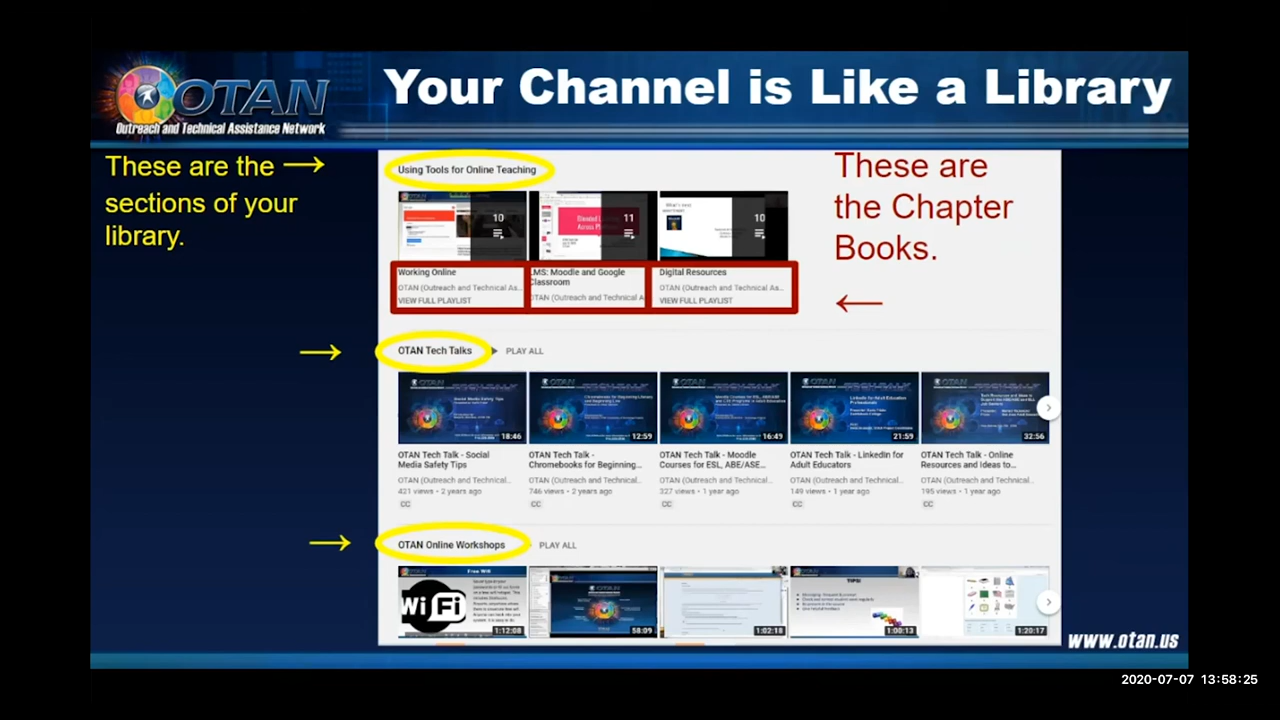 Your Channel is Like a Library
OTAN
Outreach and Technical Assistance Network
These are the →
sections of your
library.
Using Tools for Online Teaching
These are
the Chapter
Books.
←
10
11
10
Working Online
OTAN (Outreach and Technical As...
VIEW FULL PLAYLIST
LMS: Moodle and Google
Classroom
OTAN (Outreach and Technical A
Digital Resources
OTAN (Outreach and Technical As...
VIEW FULL PLAYLIST
→
OTAN Tech Talks
PLAY ALL
18:46
12:59
16:49
21:59
32:56
OTAN Tech Talk - Social
Media Safety Tips
OTAN (Outreach and Technical...
421 views • 2 years ago
CC
OTAN Tech Talk -
Chromebooks for Beginning...
OTAN (Outreach and Technical...
746 views • 2 years ago
CC
OTAN Tech Talk - Moodle
Courses for ESL, ABE/ASE...
OTAN (Outreach and Technical...
327 views • 1 year ago
CC
OTAN Tech Talk - LinkedIn for
Adult Educators
OTAN (Outreach and Technical...
149 views • 1 year ago
CC
OTAN Tech Talk - Online
Resources and Ideas to...
OTAN (Outreach and Technical...
195 views • 1 year ago
CC
→
OTAN Online Workshops
PLAY ALL
Free Wifi
WiFi
1:12:08
58:09
1:02:18
TIPS!
1:00:13
1:20:17
www.otan.us
2020-07-07 13:58:25